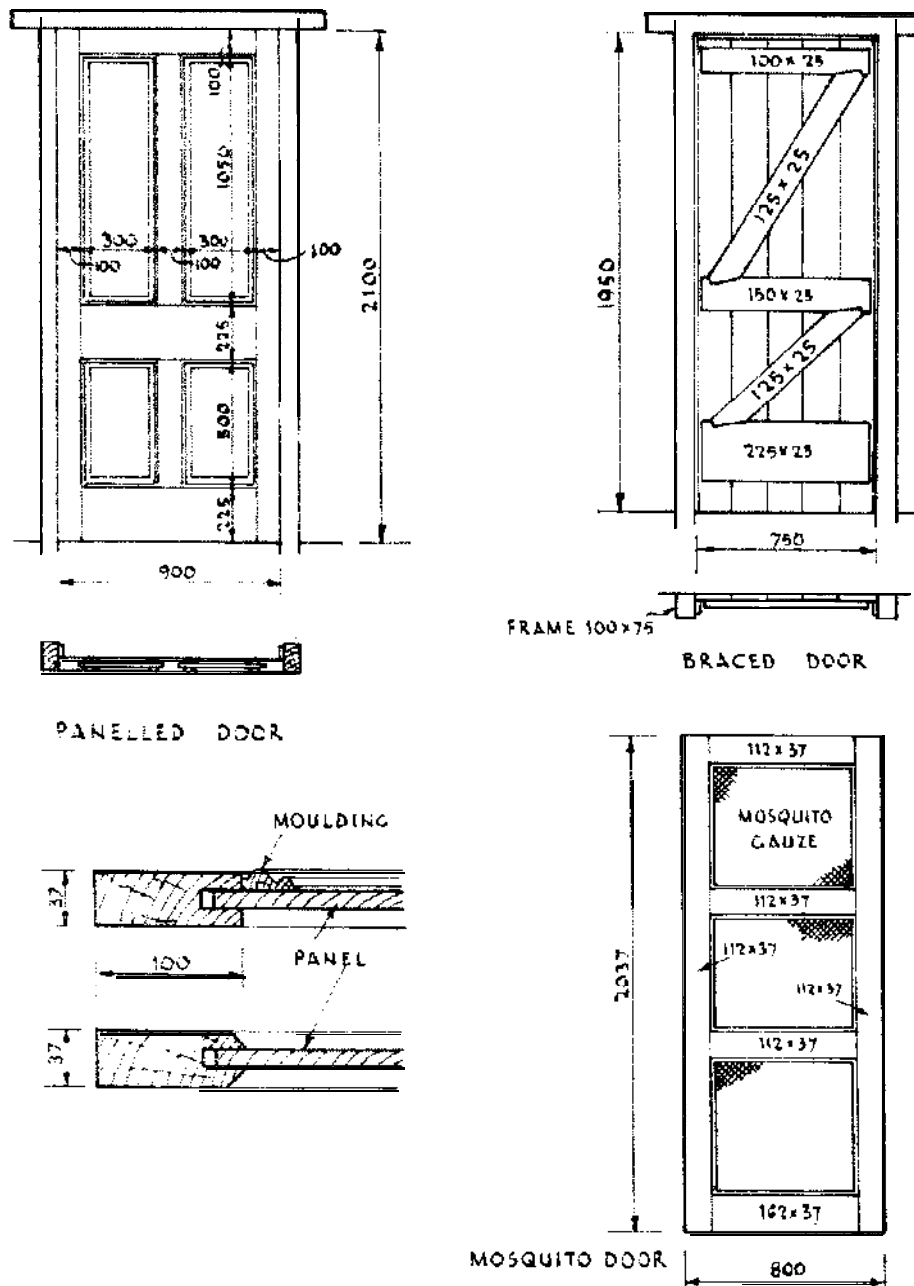 100
1050
300
300
100
100
100
225
500
225
2100
900
PANELLED DOOR
100 × 25
125 × 25
150 × 25
125 × 25
225 × 25
1950
750
FRAME 100×75
BRACED DOOR
MOULDING
37
PANEL
100
37
112×37
MOSQUITO
GAUZE
112×37
112×37
112×37
112×37
162×37
2037
MOSQUITO DOOR
800